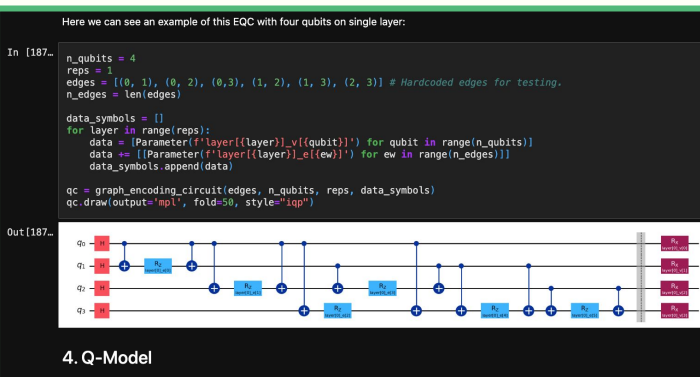 Here we can see an example of this EQC with four qubits on single layer:
In [187…
n_qubits = 4
reps = 1
edges = [(0, 1), (0, 2), (0,3), (1, 2), (1, 3), (2, 3)] # Hardcoded edges for testing.
n_edges = len(edges)
data_symbols = []
for layer in range(reps):
data = [Parameter(f'layer[{layer}]_v[{qubit}]') for qubit in range(n_qubits)]
data += [[Parameter(f'layer[{layer}]_e[{ew}]') for ew in range(n_edges)]]
data_symbols.append(data)
qc = graph_encoding_circuit(edges, n_qubits, reps, data_symbols)
qc.draw(output='mpl', fold=50, style="iqp")
Out[187…
q0 H RX
q1 H RZ RX
q2 H RZ RZ RX
q3 H RZ RZ RZ RX
4. Q-Model